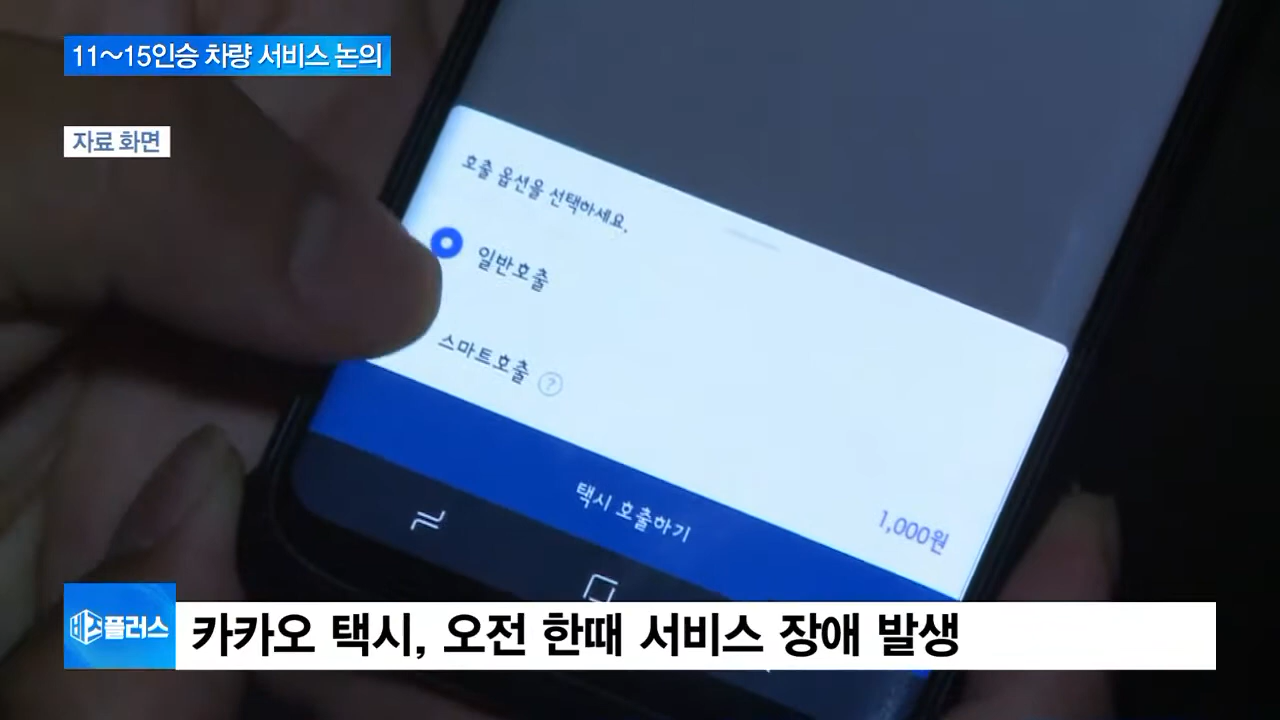 11~15인승 차량 서비스 논의
자료 화면
호출 옵션을 선택하세요.
일반호출
스마트호출 ?
1,000원
택시 호출하기
비즈플러스
카카오 택시, 오전 한때 서비스 장애 발생